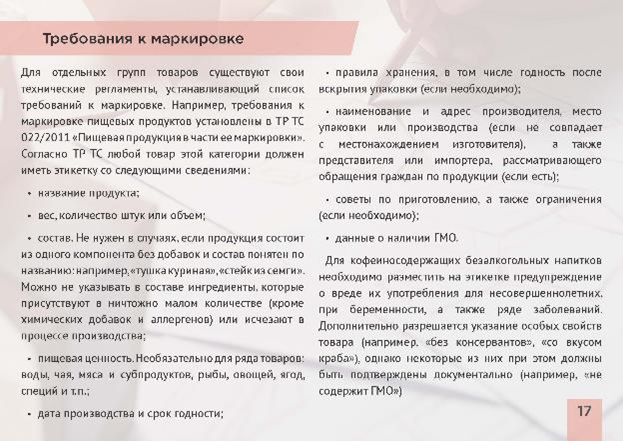 Требования к маркировке
Для отдельных групп товаров существуют свои
технические регламенты, устанавливающий список
требований к маркировке. Например, требования к
маркировке пищевых продуктов установлены в ТР ТС
022/2011 «Пищевая продукция в части ее маркировки».
Согласно ТР ТС любой товар этой категории должен
иметь этикетку со следующими сведениями:
• название продукта;
• вес, количество штук или объем;
• состав. Не нужен в случаях, если продукция состоит
из одного компонента без добавок и состав понятен по
названию: например, «тушка куриная», «стейк из семги».
Можно не указывать в составе ингредиенты, которые
присутствуют в ничтожно малом количестве (кроме
химических добавок и аллергенов) или исчезают в
процессе производства;
• пищевая ценность. Необязательно для ряда товаров:
воды, чая, мяса и субпродуктов, рыбы, овощей, ягод,
специй и т.п.;
• дата производства и срок годности;
• правила хранения, в том числе годность после
вскрытия упаковки (если необходимо);
• наименование и адрес производителя, место
упаковки или производства (если не совпадает
с местонахождением изготовителя), а также
представителя или импортера, рассматривающего
обращения граждан по продукции (если есть);
• советы по приготовлению, а также ограничения
(если необходимо);
• данные о наличии ГМО.
Для кофеиносодержащих безалкогольных напитков
необходимо разместить на этикетке предупреждение
о вреде их употребления для несовершеннолетних,
при беременности, а также ряде заболеваний.
Дополнительно разрешается указание особых свойств
товара (например, «без консервантов», «со вкусом
краба»), однако некоторые из них при этом должны
быть подтверждены документально (например, «не
содержит ГМО»)
17